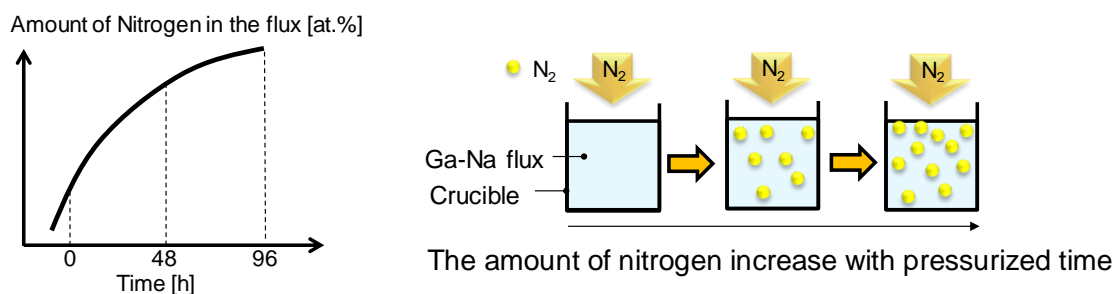 Amount of Nitrogen in the flux [at.%]
0
48
96
Time [h]
N₂
N₂
N₂
N₂
Ga-Na flux
Crucible
The amount of nitrogen increase with pressurized time